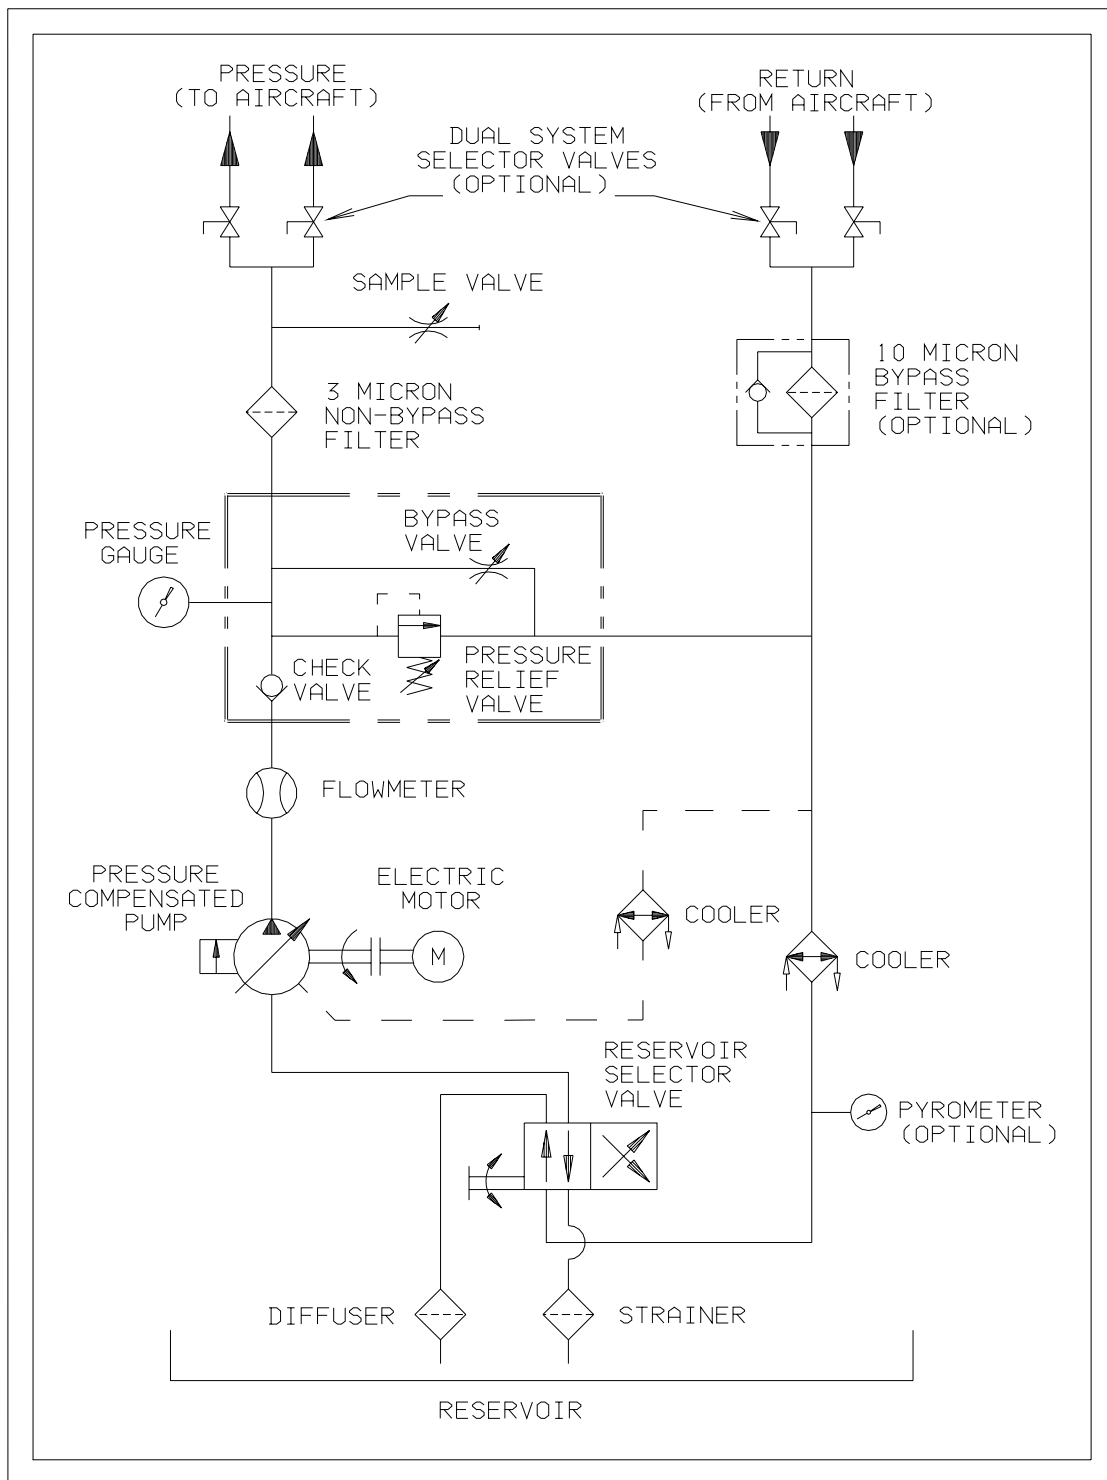 PRESSURE
(TO AIRCRAFT)
RETURN
(FROM AIRCRAFT)
DUAL SYSTEM
SELECTOR VALVES
(OPTIONAL)
SAMPLE VALVE
3 MICRON
NON-BYPASS
FILTER
10 MICRON
BYPASS
FILTER
(OPTIONAL)
PRESSURE
GAUGE
BYPASS
VALVE
CHECK
VALVE
PRESSURE
RELIEF
VALVE
FLOWMETER
PRESSURE
COMPENSATED
PUMP
ELECTRIC
MOTOR
M
COOLER
COOLER
RESERVOIR
SELECTOR
VALVE
PYROMETER
(OPTIONAL)
DIFFUSER
STRAINER
RESERVOIR